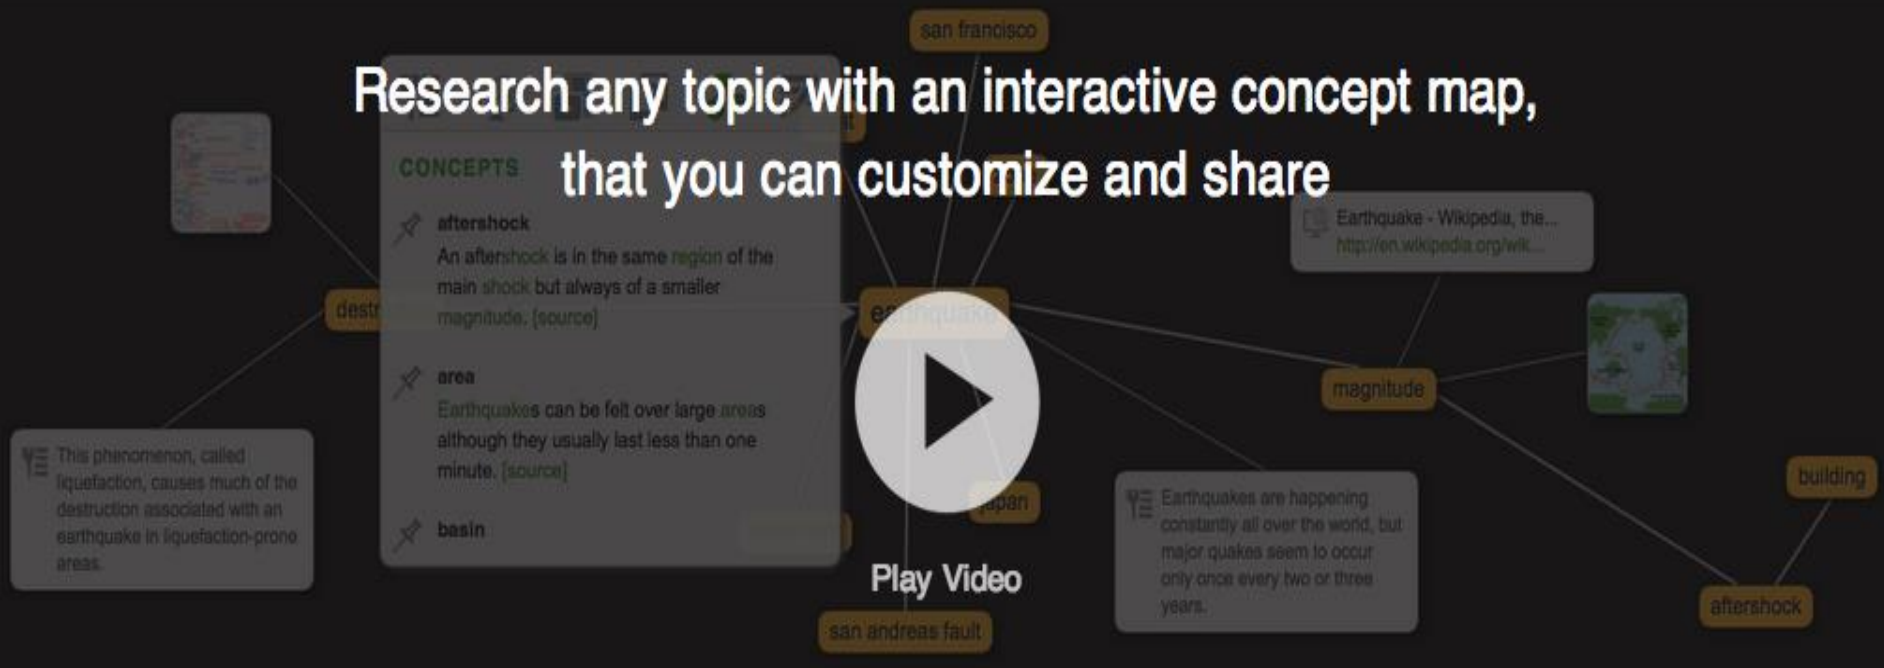 san francisco
Research any topic with an interactive concept map,
that you can customize and share
CONCEPTS
aftershock
An aftershock is in the same region of the
main shock but always of a smaller
magnitude. [source]
area
Earthquakes can be felt over large areas
although they usually last less than one
minute. [source]
basin
Earthquake - Wikipedia, the...
http://en.wikipedia.org/wik...
destr
earthquake
magnitude
This phenomenon, called
liquefaction, causes much of the
destruction associated with an
earthquake in liquefaction-prone
areas.
japan
Earthquakes are happening
constantly all over the world, but
major quakes seem to occur
only once every two or three
years.
building
Play Video
aftershock
san andreas fault